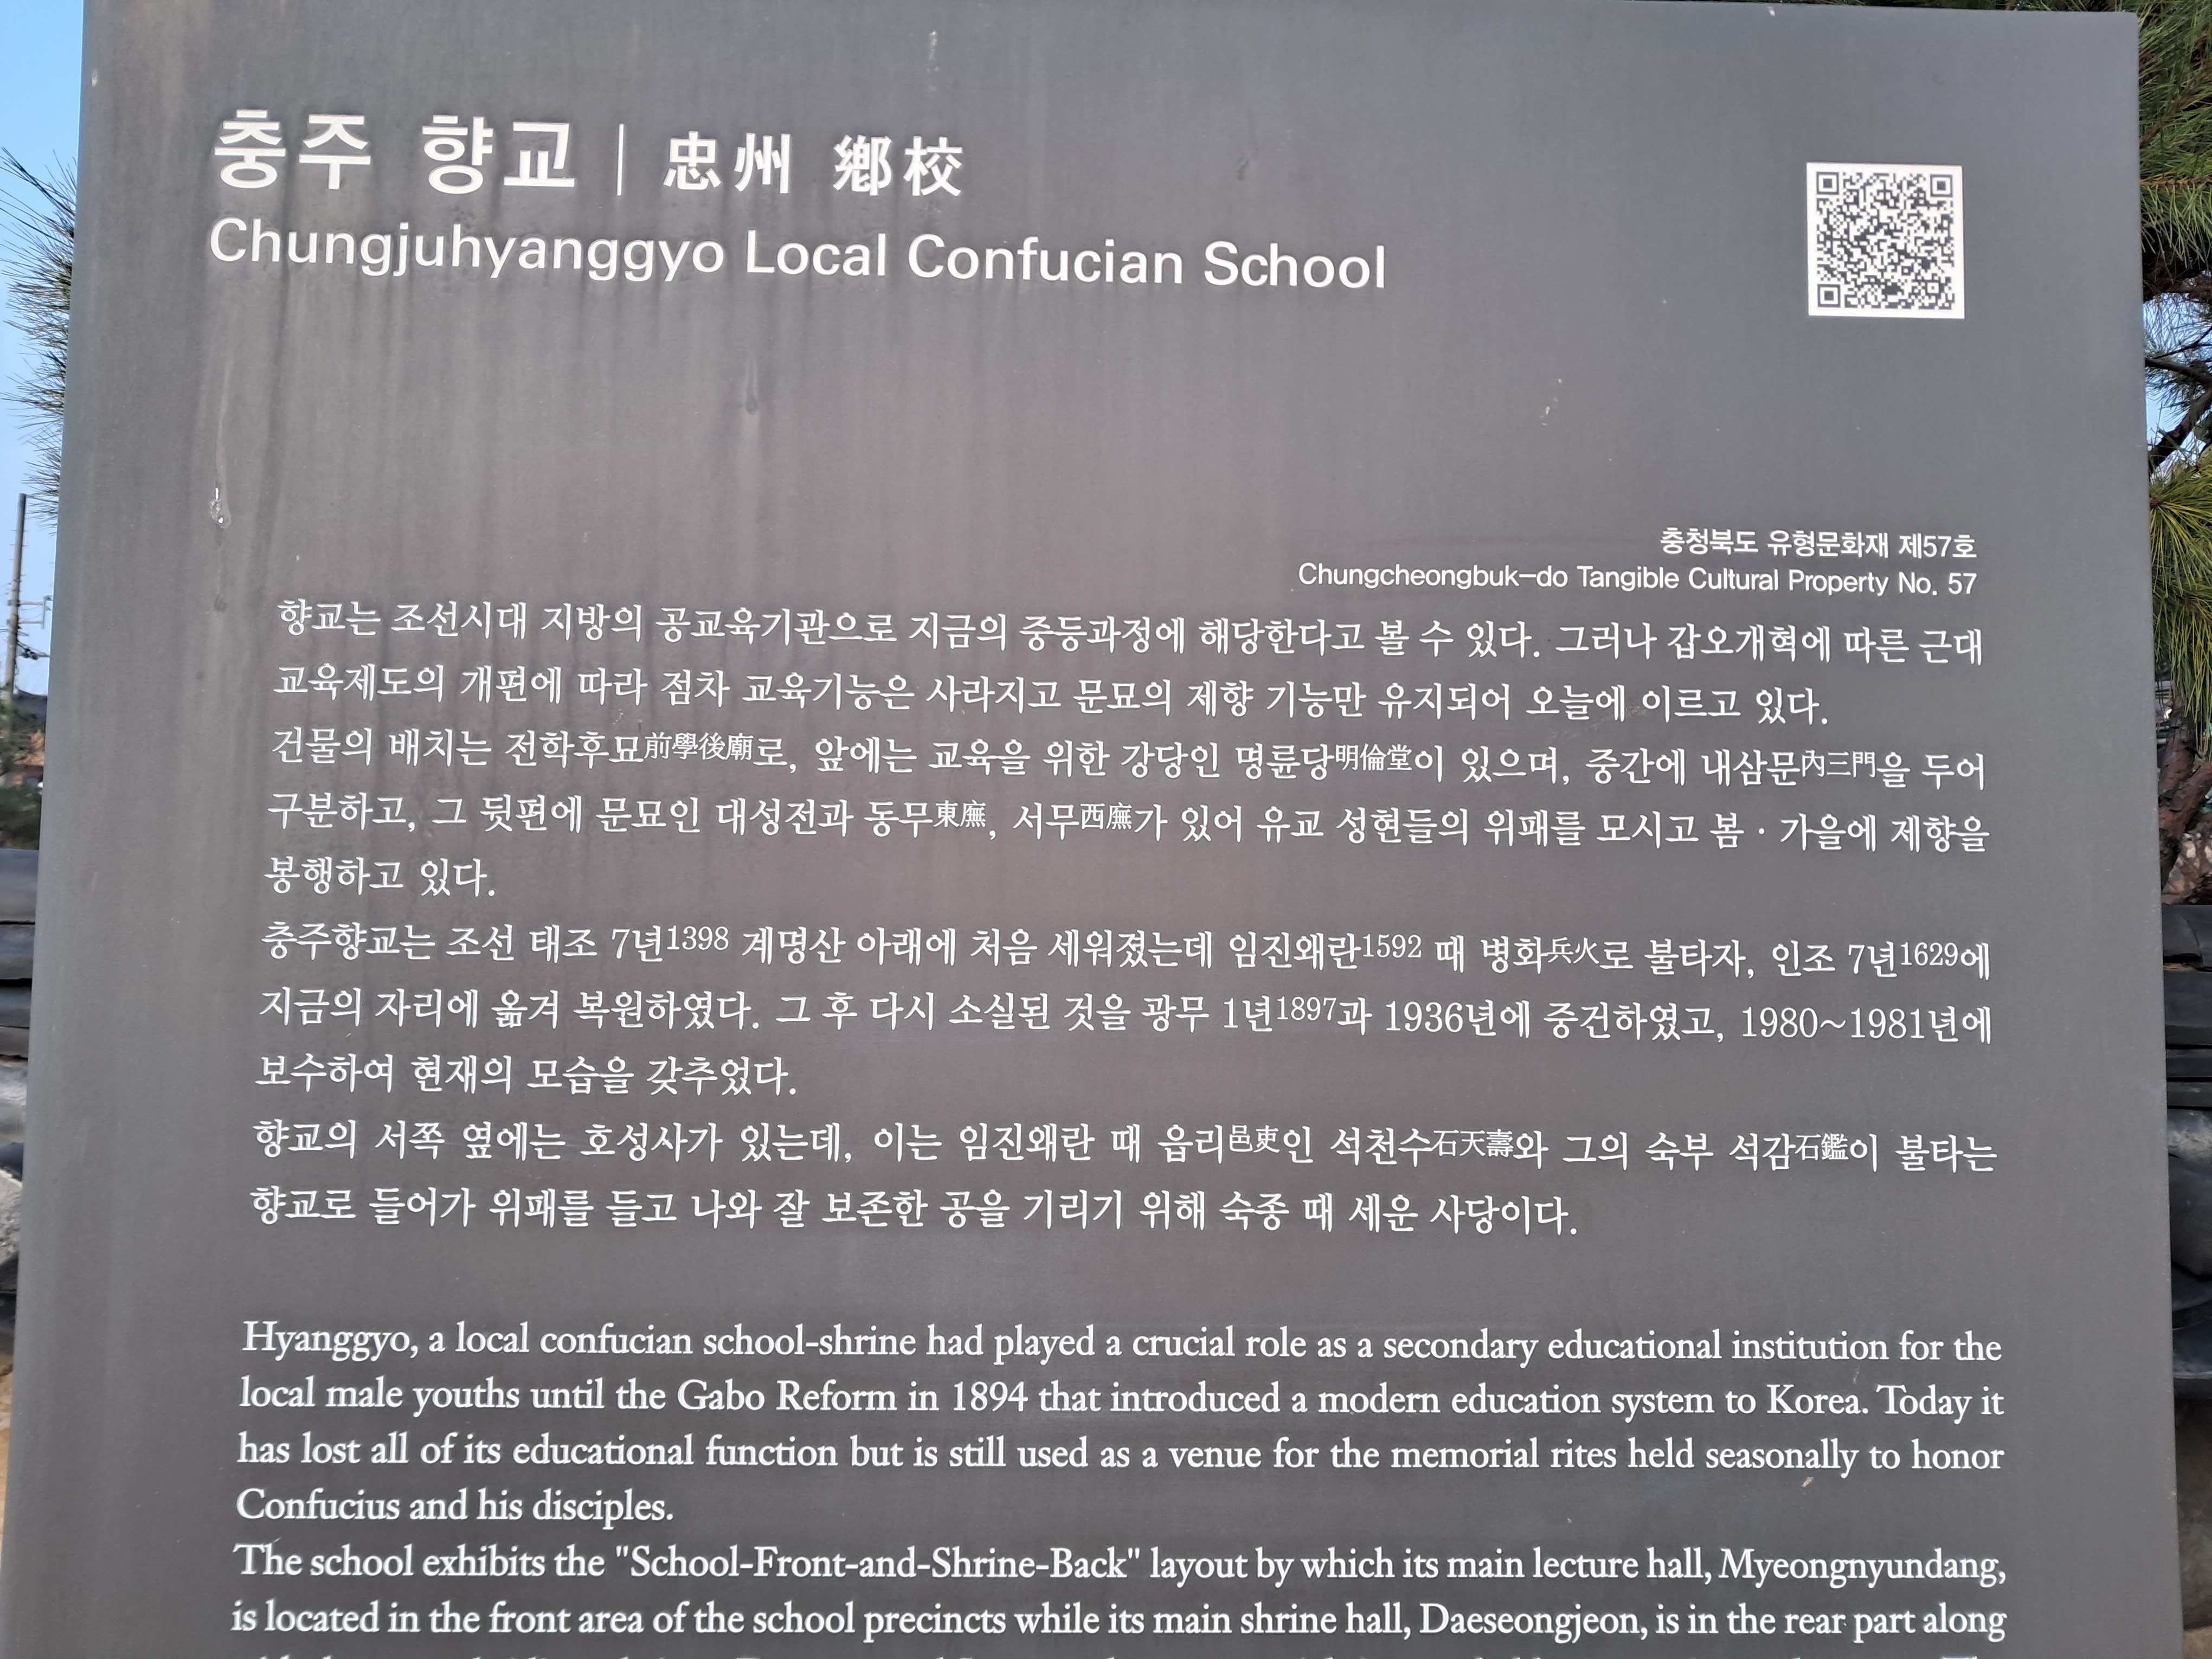 충주 향교 | 忠州 鄕校
Chungjuhyanggyo Local Confucian School
충청북도 유형문화재 제57호
Chungcheongbuk-do Tangible Cultural Property No. 57
향교는 조선시대 지방의 공교육기관으로 지금의 중등과정에 해당한다고 볼 수 있다. 그러나 갑오개혁에 따른 근대
교육제도의 개편에 따라 점차 교육기능은 사라지고 문묘의 제향 기능만 유지되어 오늘에 이르고 있다.
건물의 배치는 전학후묘前學後廟로, 앞에는 교육을 위한 강당인 명륜당明倫堂이 있으며, 중간에 내삼문內三門을 두어
구분하고, 그 뒷편에 문묘인 대성전과 동무東廡, 서무西廡가 있어 유교 성현들의 위패를 모시고 봄 · 가을에 제향을
봉행하고 있다.
충주향교는 조선 태조 7년1398 계명산 아래에 처음 세워졌는데 임진왜란1592 때 병화兵火로 불타자, 인조 7년1629에
지금의 자리에 옮겨 복원하였다. 그 후 다시 소실된 것을 광무 1년1897과 1936년에 중건하였고, 1980~1981년에
보수하여 현재의 모습을 갖추었다.
향교의 서쪽 옆에는 호성사가 있는데, 이는 임진왜란 때 읍리邑吏인 석천수石天壽와 그의 숙부 석감石鑑이 불타는
향교로 들어가 위패를 들고 나와 잘 보존한 공을 기리기 위해 숙종 때 세운 사당이다.
Hyanggyo, a local confucian school-shrine had played a crucial role as a secondary educational institution for the
local male youths until the Gabo Reform in 1894 that introduced a modern education system to Korea. Today it
has lost all of its educational function but is still used as a venue for the memorial rites held seasonally to honor
Confucius and his disciples.
The school exhibits the "School-Front-and-Shrine-Back" layout by which its main lecture hall, Myeongnyundang,
is located in the front area of the school precincts while its main shrine hall, Daeseongjeon, is in the rear part along